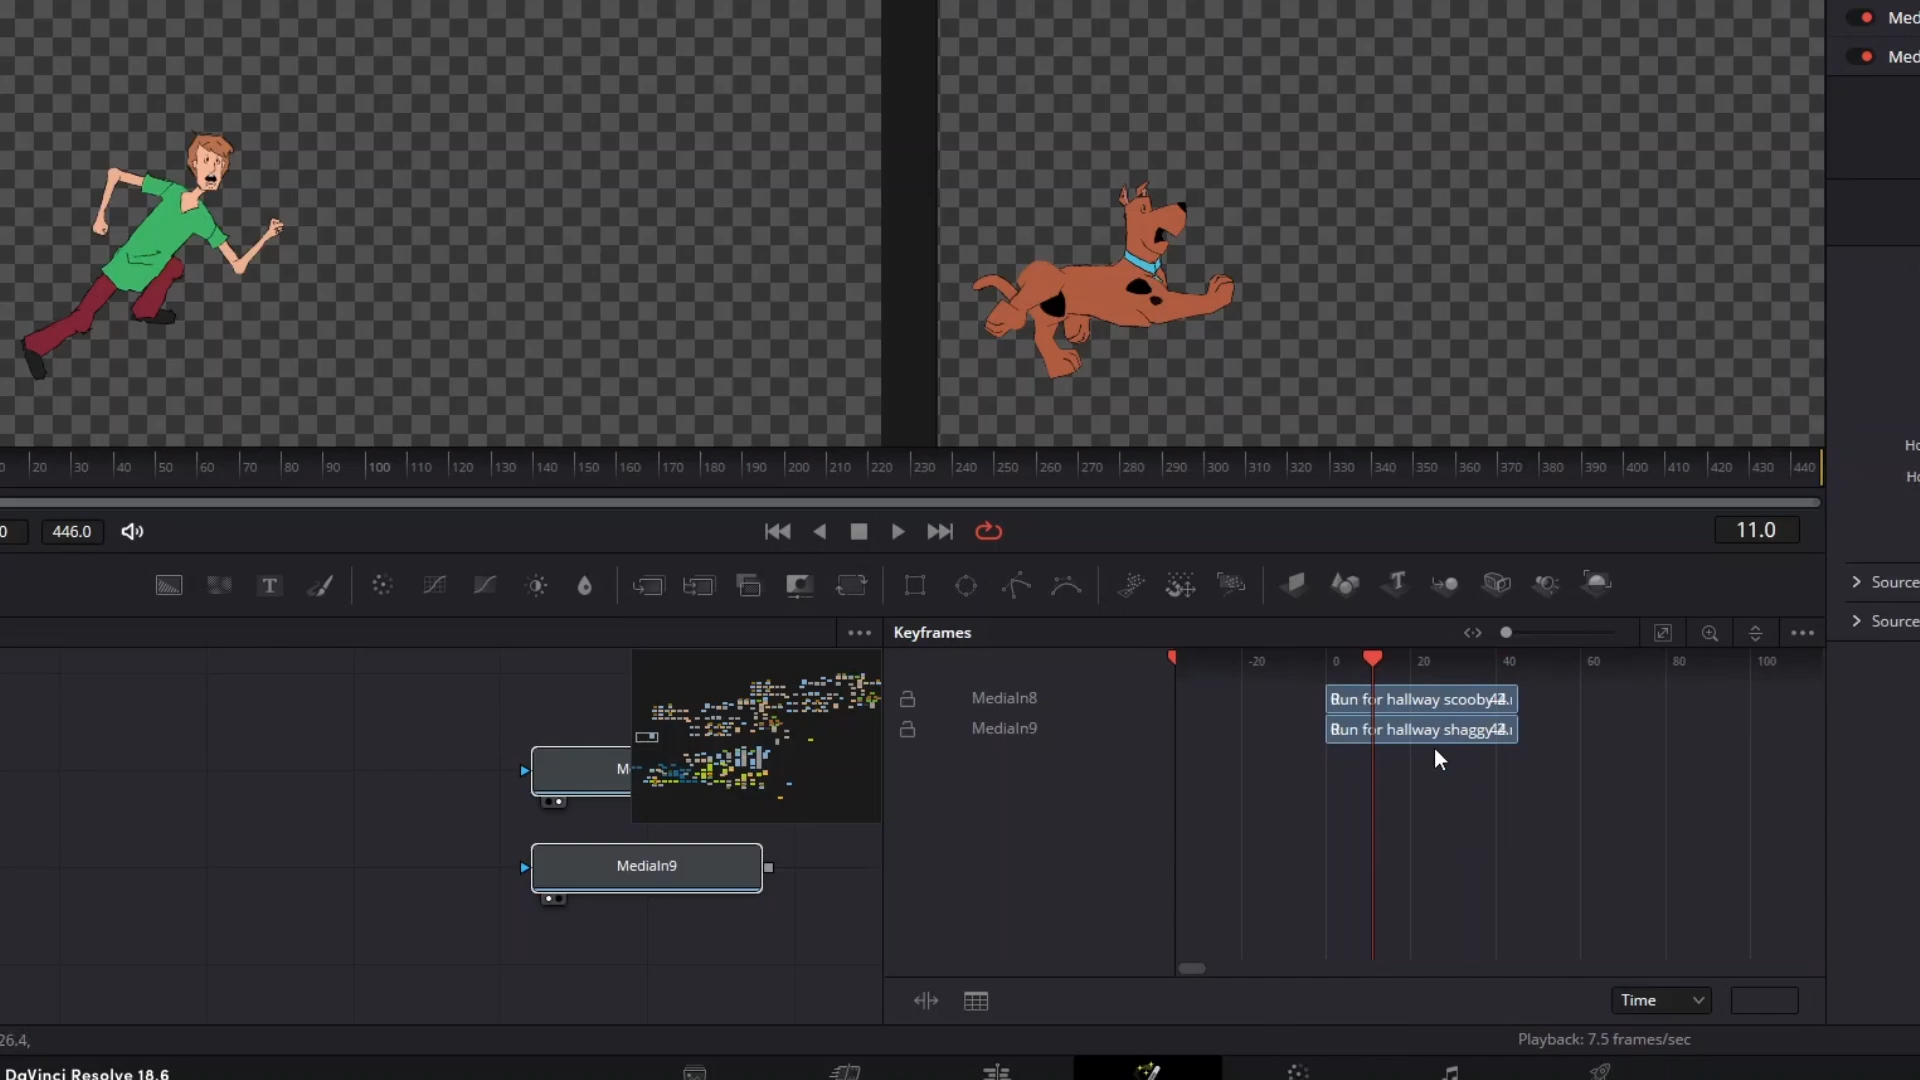 Med
Med
20 30 40 50 60 70 80 90 100 110 120 130 140 150 160 170 180 190 200 210 220 230 240 250 260 270 280 290 300 310 320 330 340 350 360 370 380 390 400 410 420 430 440
Ho
Ho
0 446.0 11.0
T T
Source
Source
Keyframes
-20 0 20 40 60 80 100
MediaIn8 Run for hallway scooby
MediaIn9 Run for hallway shaggy
M
MediaIn9
Time
26.4,
Playback: 7.5 frames/sec
DaVinci Resolve 18.6